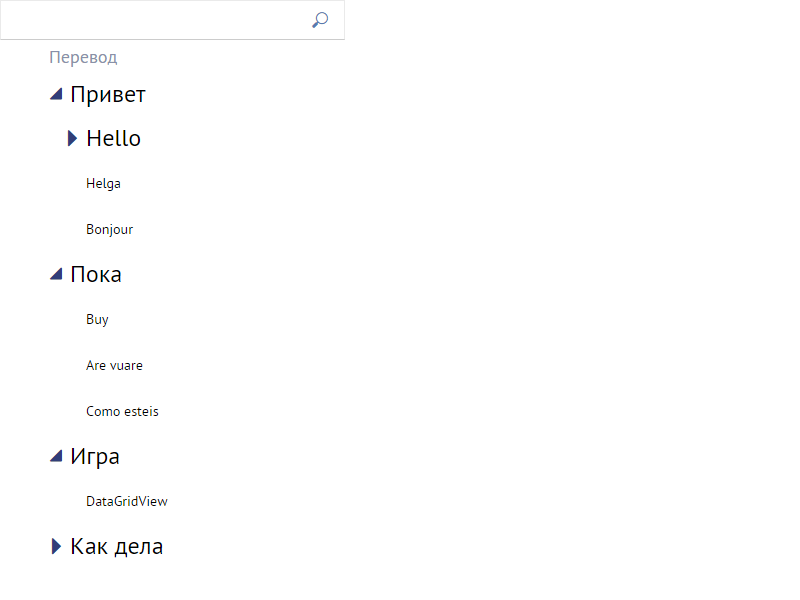 Перевод
Привет
Hello
Helga
Bonjour
Пока
Buy
Are vuare
Como esteis
Игра
DataGridView
Как дела